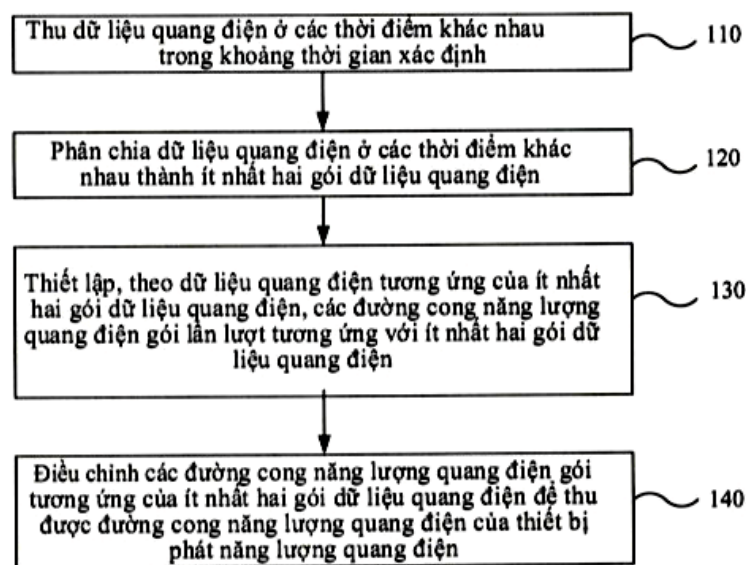 Thu dữ liệu quang điện ở các thời điểm khác nhau
trong khoảng thời gian xác định
110
Phân chia dữ liệu quang điện ở các thời điểm khác
nhau thành ít nhất hai gói dữ liệu quang điện
120
Thiết lập, theo dữ liệu quang điện tương ứng của ít nhất
hai gói dữ liệu quang điện, các đường cong năng lượng
quang điện gói lần lượt tương ứng với ít nhất hai gói dữ
liệu quang điện
130
Điều chỉnh các đường cong năng lượng quang điện gói
tương ứng của ít nhất hai gói dữ liệu quang điện để thu
được đường cong năng lượng quang điện của thiết bị
phát năng lượng quang điện
140